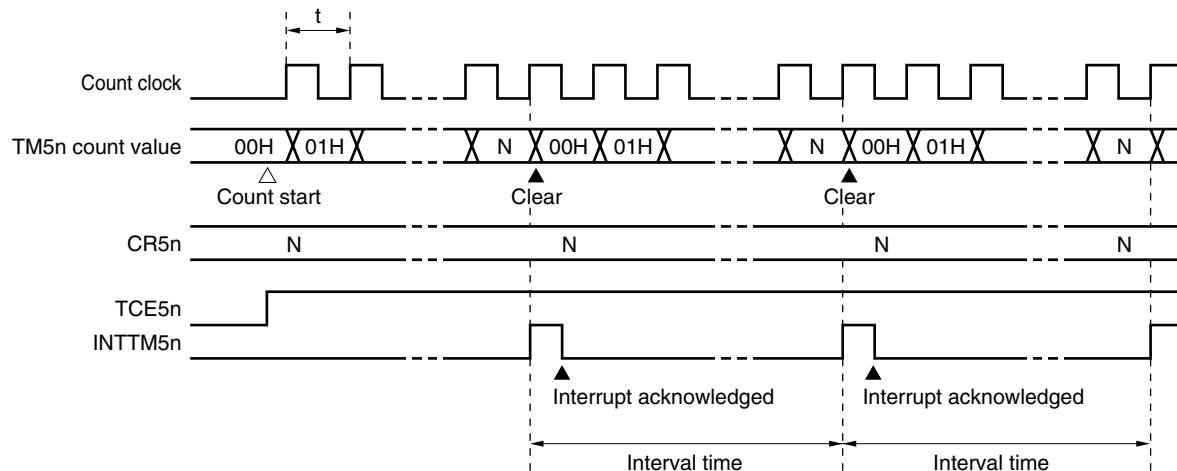 t
Count clock
TM5n count value 00H 01H N 00H 01H N 00H 01H N
Count start Clear Clear
CR5n N N N N
TCE5n
INTTM5n
Interrupt acknowledged Interrupt acknowledged
Interval time Interval time